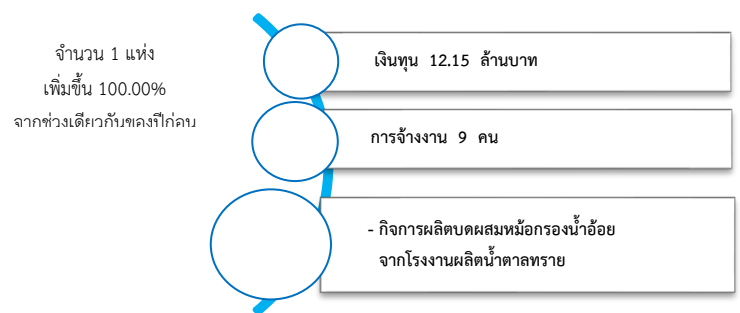 จำนวน 1 แห่ง
เพิ่มขึ้น 100.00%
จากช่วงเดียวกับของปีก่อน
เงินทุน 12.15 ล้านบาท
การจ้างงาน 9 คน
- กิจการผลิตบดผสมหม้อกรองน้ำอ้อย
จากโรงงานผลิตน้ำตาลทราย